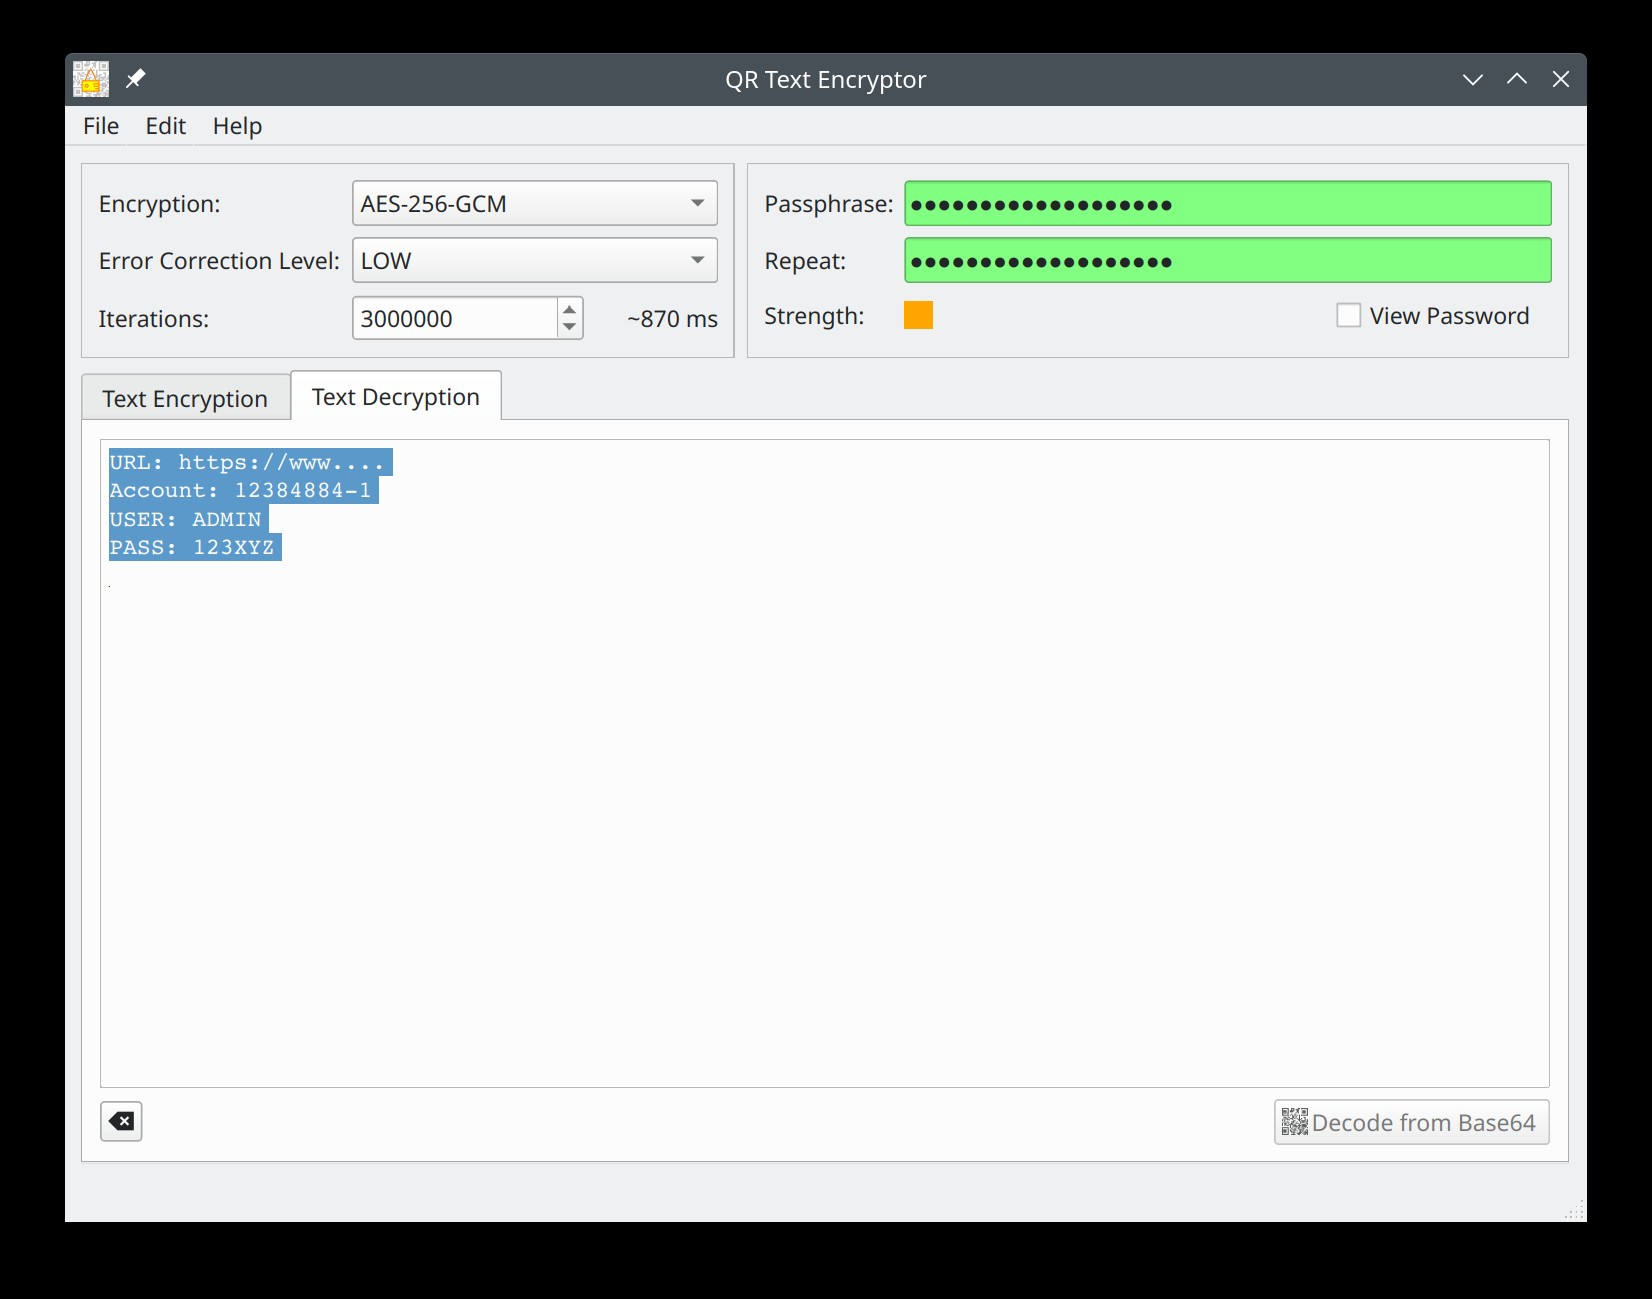 QR Text Encryptor
File Edit Help
Encryption: AES-256-GCM
Error Correction Level: LOW
Iterations: 3000000 ~870 ms
Passphrase: ●●●●●●●●●●●●●●●●●●●
Repeat: ●●●●●●●●●●●●●●●●●●●
Strength: View Password
Text Encryption Text Decryption
URL: https://www....
Account: 12384884-1
USER: ADMIN
PASS: 123XYZ
Decode from Base64